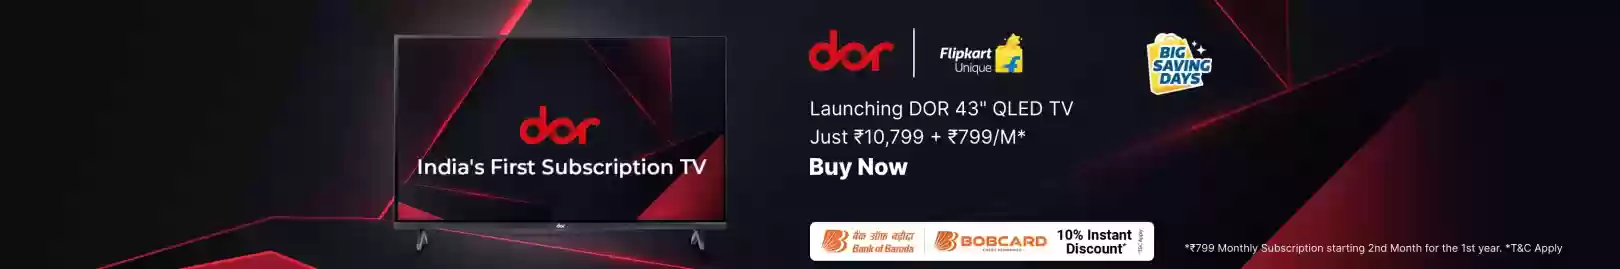 dor
India's First Subscription TV
dor
dor
Flipkart
Unique
BIG
SAVING
DAYS
Launching DOR 43" QLED TV
Just ₹10,799 + ₹799/M*
Buy Now
बैंक ऑफ़ बड़ौदा
Bank of Baroda
BOBCARD
10% Instant
Discount*
*T&C Apply
*₹799 Monthly Subscription starting 2nd Month for the 1st year. *T&C Apply